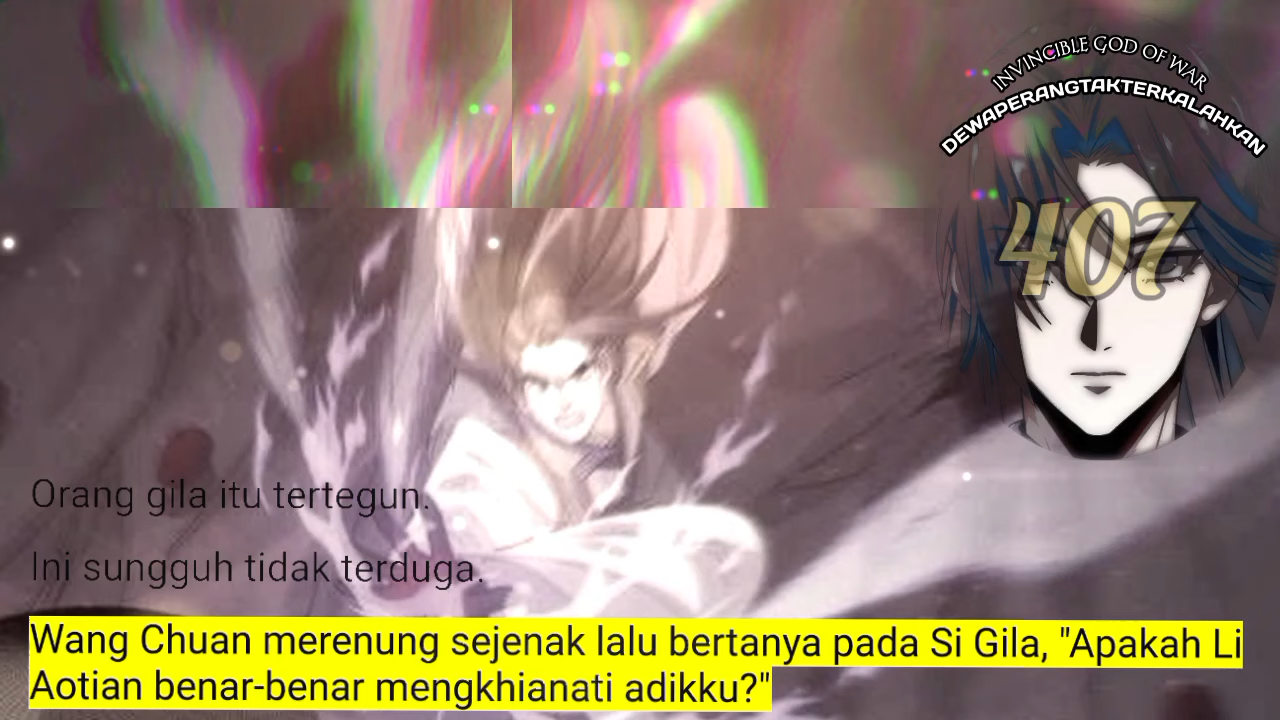 INVINCIBLE GOD OF WAR
DEWAPERANGTAKTERKALAHKAN
407
Orang gila itu tertegun.
Ini sungguh tidak terduga.
Wang Chuan merenung sejenak lalu bertanya pada Si Gila, "Apakah Li
Aotian benar-benar mengkhianati adikku?"